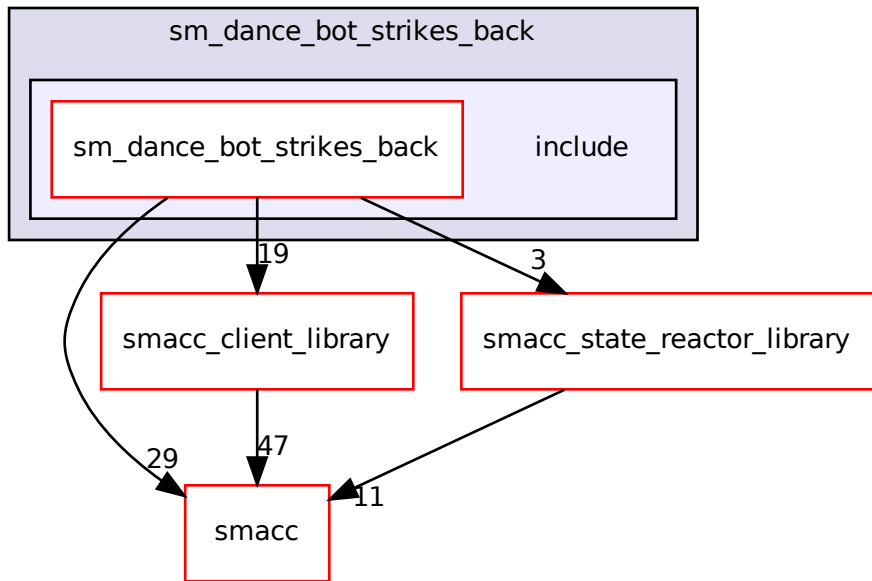 sm_dance_bot_strikes_back
sm_dance_bot_strikes_back
include
19
3
smacc_client_library
smacc_state_reactor_library
29
47
11
smacc